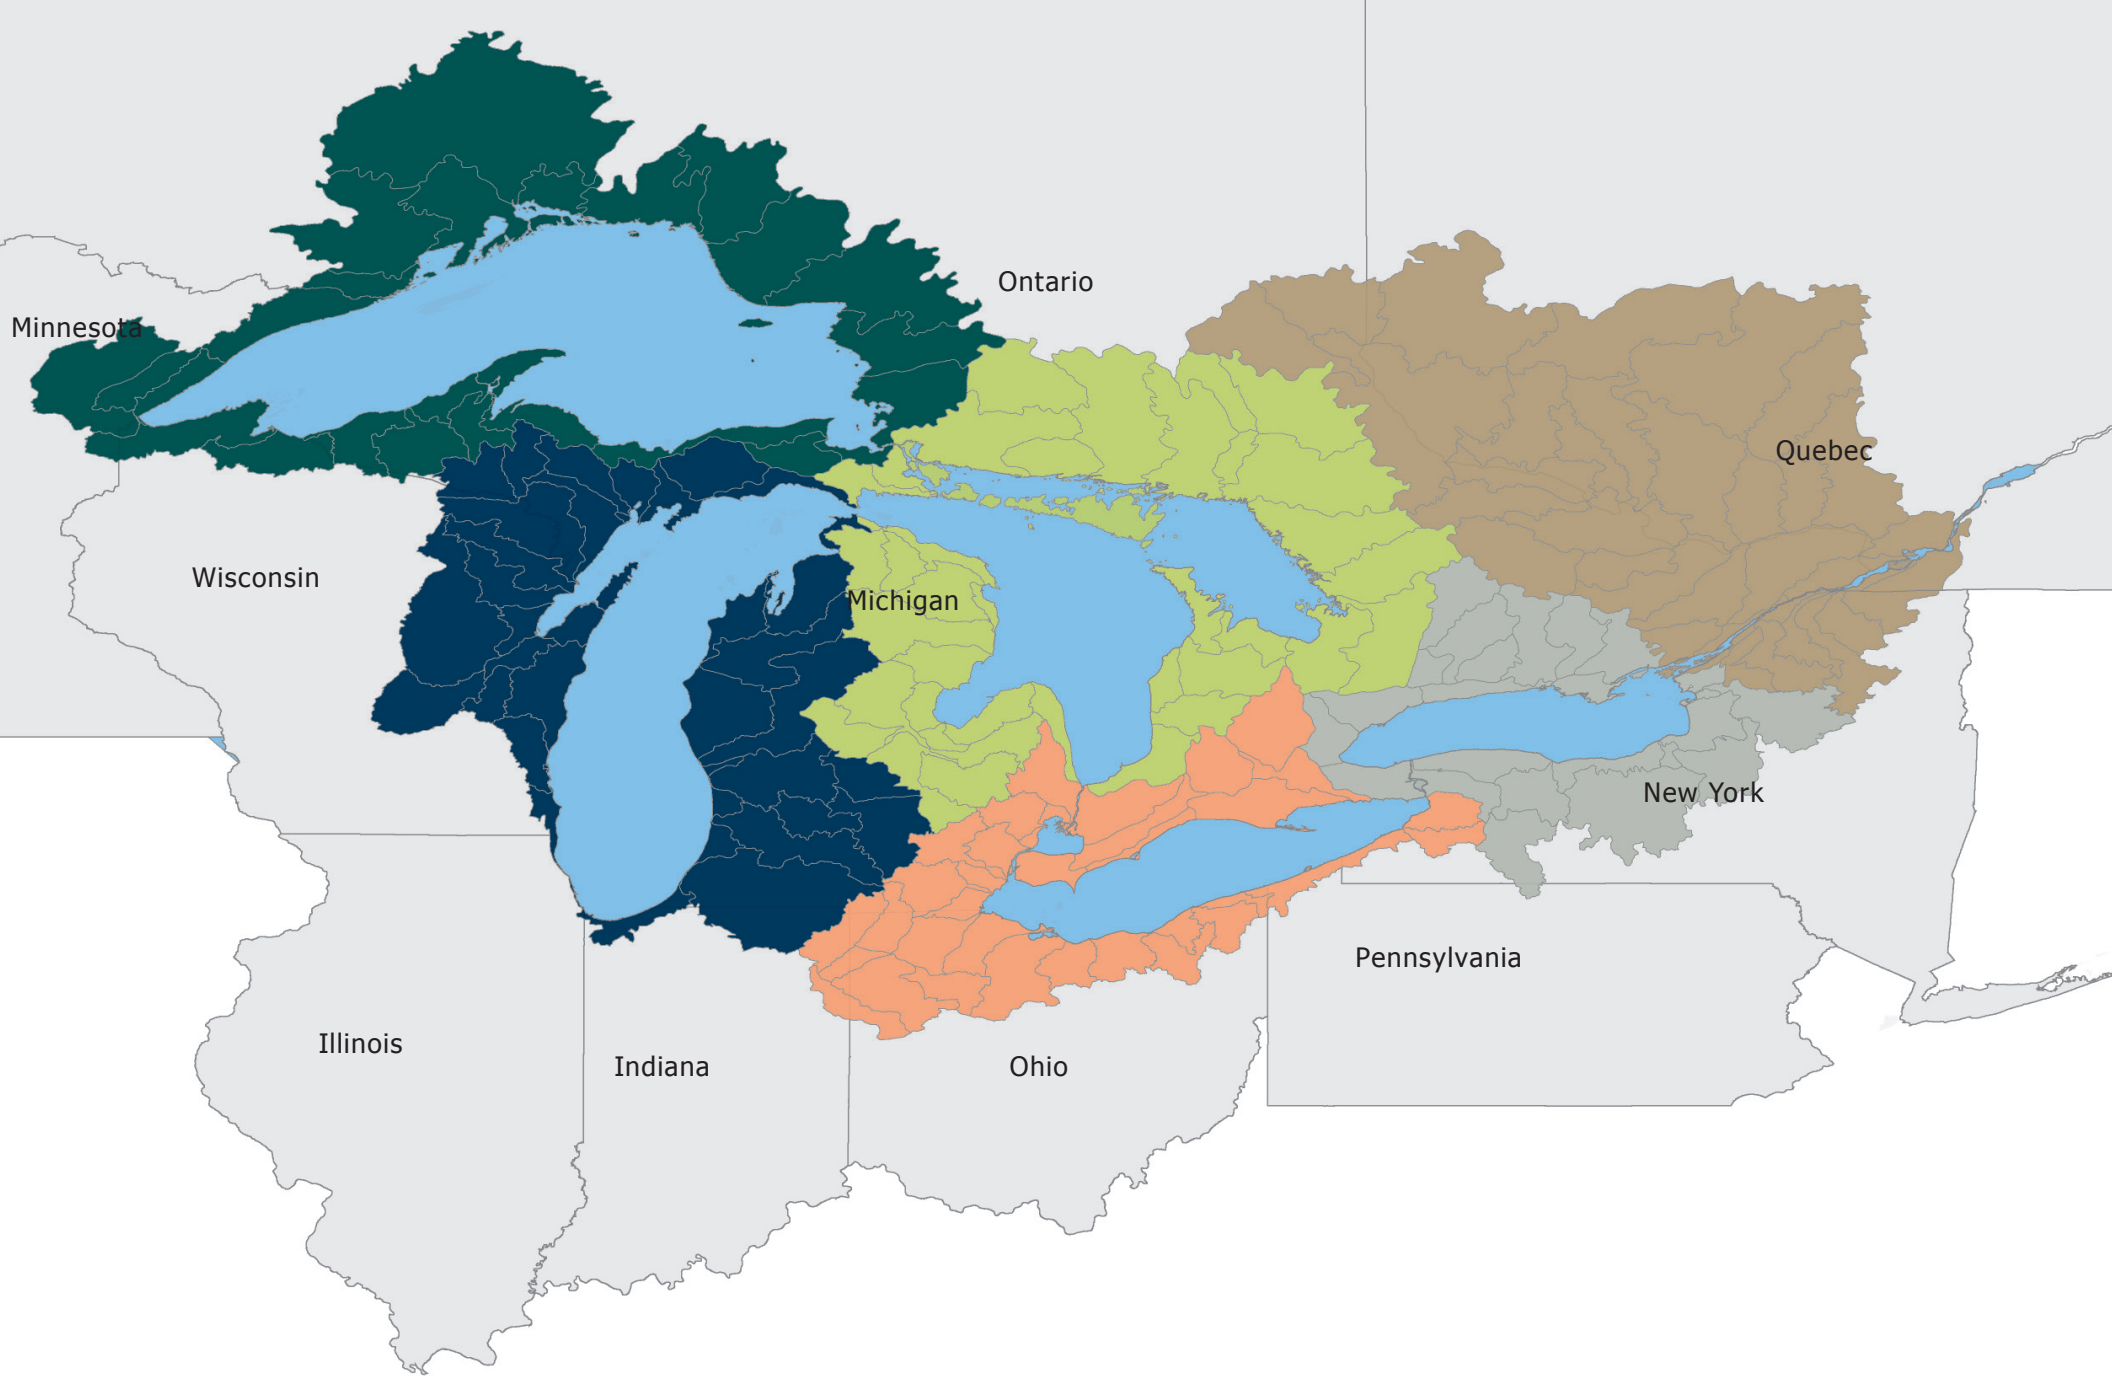 Ontario
Minnesota
Quebec
Wisconsin
Michigan
New York
Pennsylvania
Illinois
Indiana
Ohio